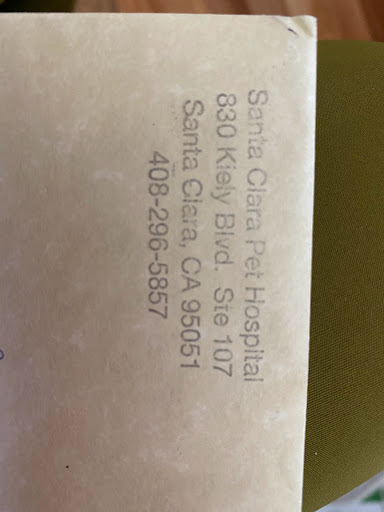 Santa Clara Pet Hospital
830 Kiely Blvd. Ste 107
Santa Clara, CA 95051
408-296-5857